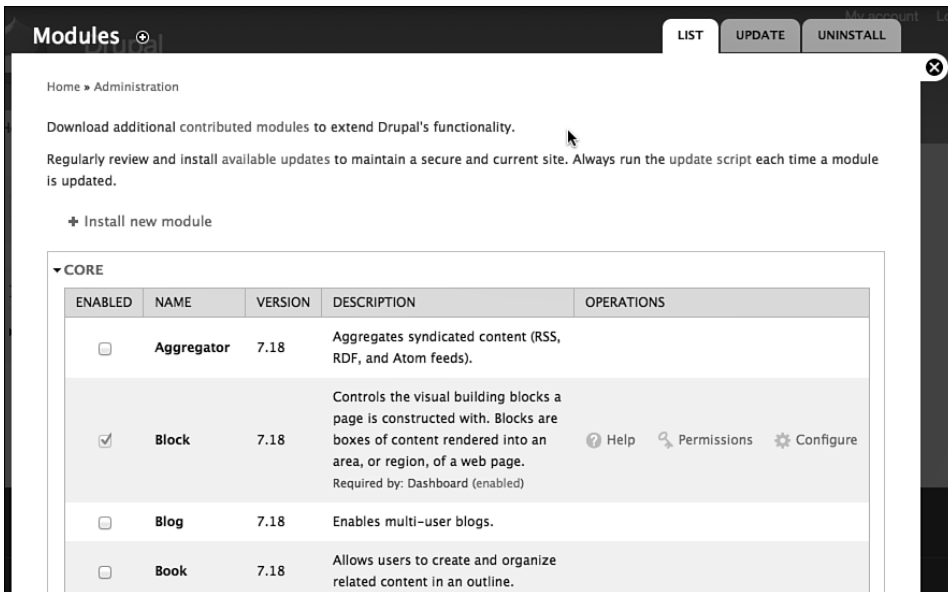 My account
Modules
Drupal
LIST
UPDATE
UNINSTALL
Home » Administration
Download additional contributed modules to extend Drupal's functionality.
Regularly review and install available updates to maintain a secure and current site. Always run the update script each time a module
is updated.
+ Install new module
CORE
ENABLED NAME VERSION DESCRIPTION OPERATIONS
Aggregator 7.18 Aggregates syndicated content (RSS,
RDF, and Atom feeds).
Controls the visual building blocks a
page is constructed with. Blocks are
Block 7.18 boxes of content rendered into an Help Permissions Configure
area, or region, of a web page.
Required by: Dashboard (enabled)
Blog 7.18 Enables multi-user blogs.
Book 7.18 Allows users to create and organize
related content in an outline.